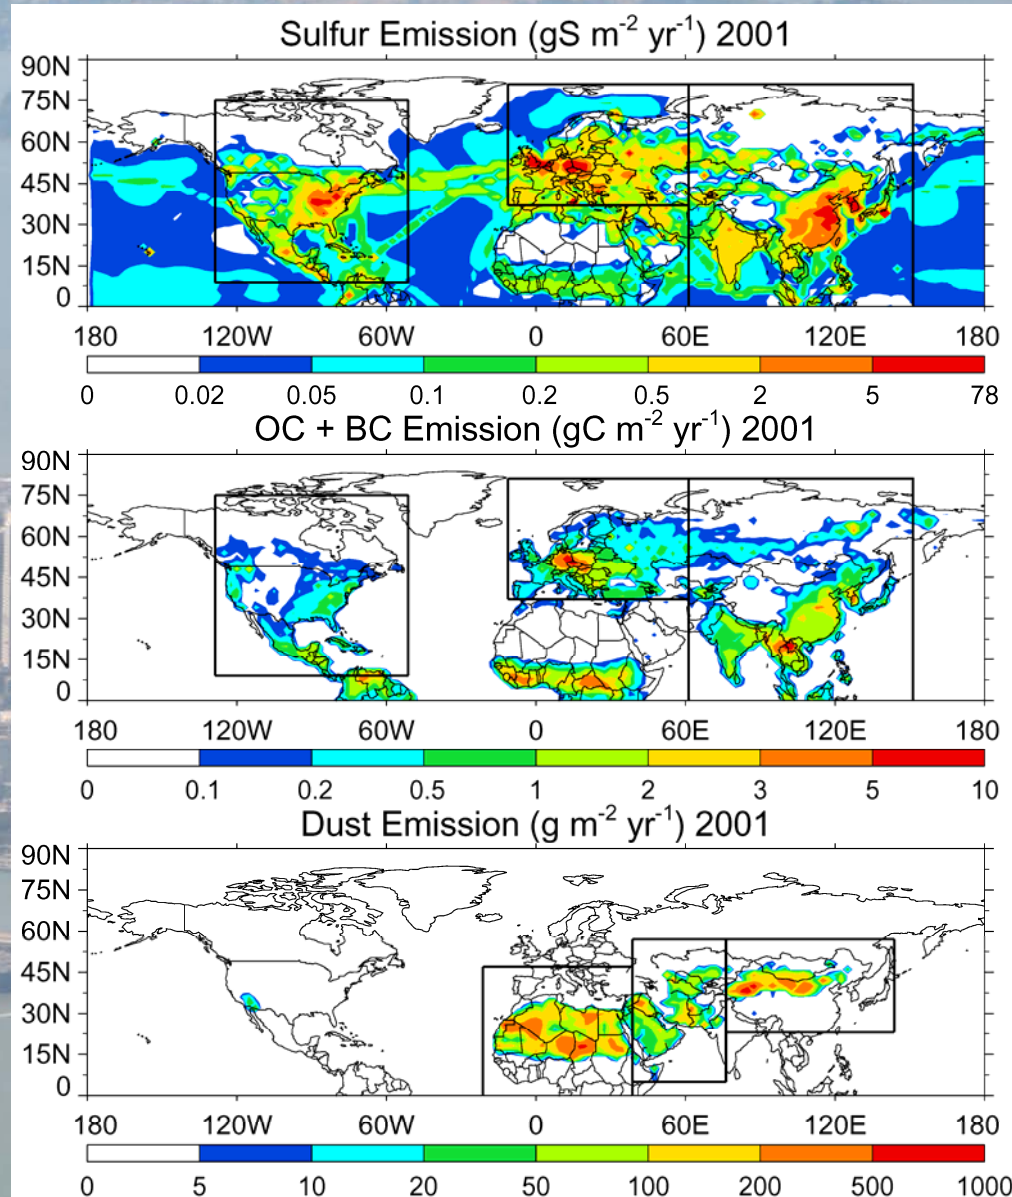 Sulfur Emission (gS m⁻² yr⁻¹) 2001
90N
75N
60N
45N
30N
15N
0
180 120W 60W 0 60E 120E 180
0 0.02 0.05 0.1 0.2 0.5 2 5 78
OC + BC Emission (gC m⁻² yr⁻¹) 2001
90N
75N
60N
45N
30N
15N
0
180 120W 60W 0 60E 120E 180
0 0.1 0.2 0.5 1 2 3 5 10
Dust Emission (g m⁻² yr⁻¹) 2001
90N
75N
60N
45N
30N
15N
0
180 120W 60W 0 60E 120E 180
0 5 10 20 50 100 200 500 1000